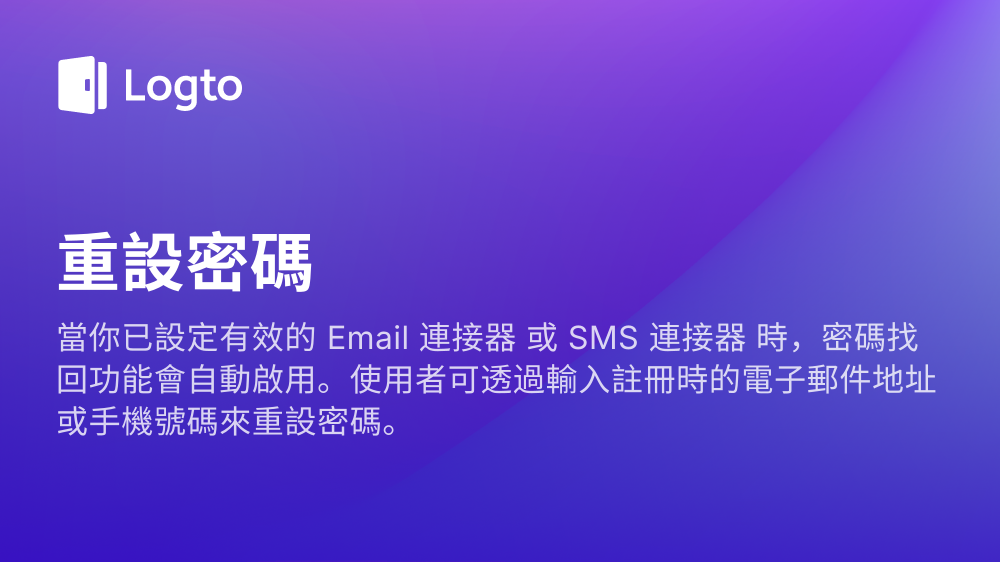 Logto
重設密碼
當你已設定有效的 Email 連接器 或 SMS 連接器 時，密碼找
回功能會自動啟用。使用者可透過輸入註冊時的電子郵件地址
或手機號碼來重設密碼。